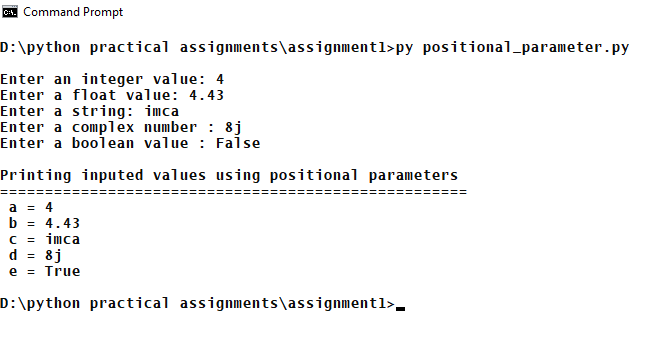 Command Prompt
D:\python practical assignments\assignment1>py positional_parameter.py
Enter an integer value: 4
Enter a float value: 4.43
Enter a string: imca
Enter a complex number : 8j
Enter a boolean value : False
Printing inputed values using positional parameters
====================================================
a = 4
b = 4.43
c = imca
d = 8j
e = True
D:\python practical assignments\assignment1>_